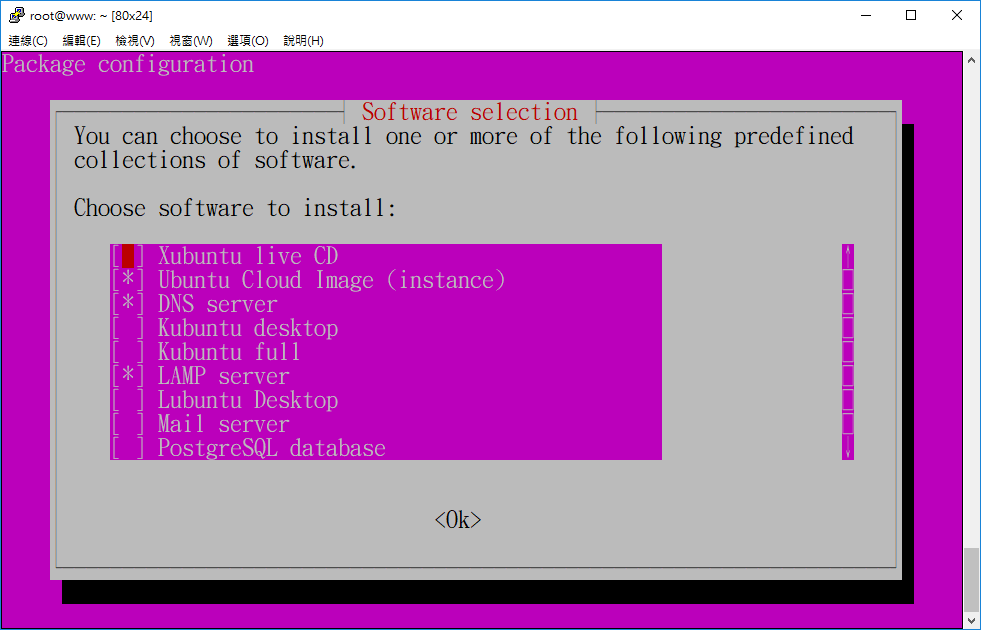 root@www: ~ [80x24]
連線(C) 編輯(E) 檢視(V) 視窗(W) 選項(O) 說明(H)
Package configuration
Software selection
You can choose to install one or more of the following predefined
collections of software.
Choose software to install:
[ ] Xubuntu live CD
[*] Ubuntu Cloud Image (instance)
[*] DNS server
[ ] Kubuntu desktop
[ ] Kubuntu full
[*] LAMP server
[ ] Lubuntu Desktop
[ ] Mail server
[ ] PostgreSQL database
<Ok>